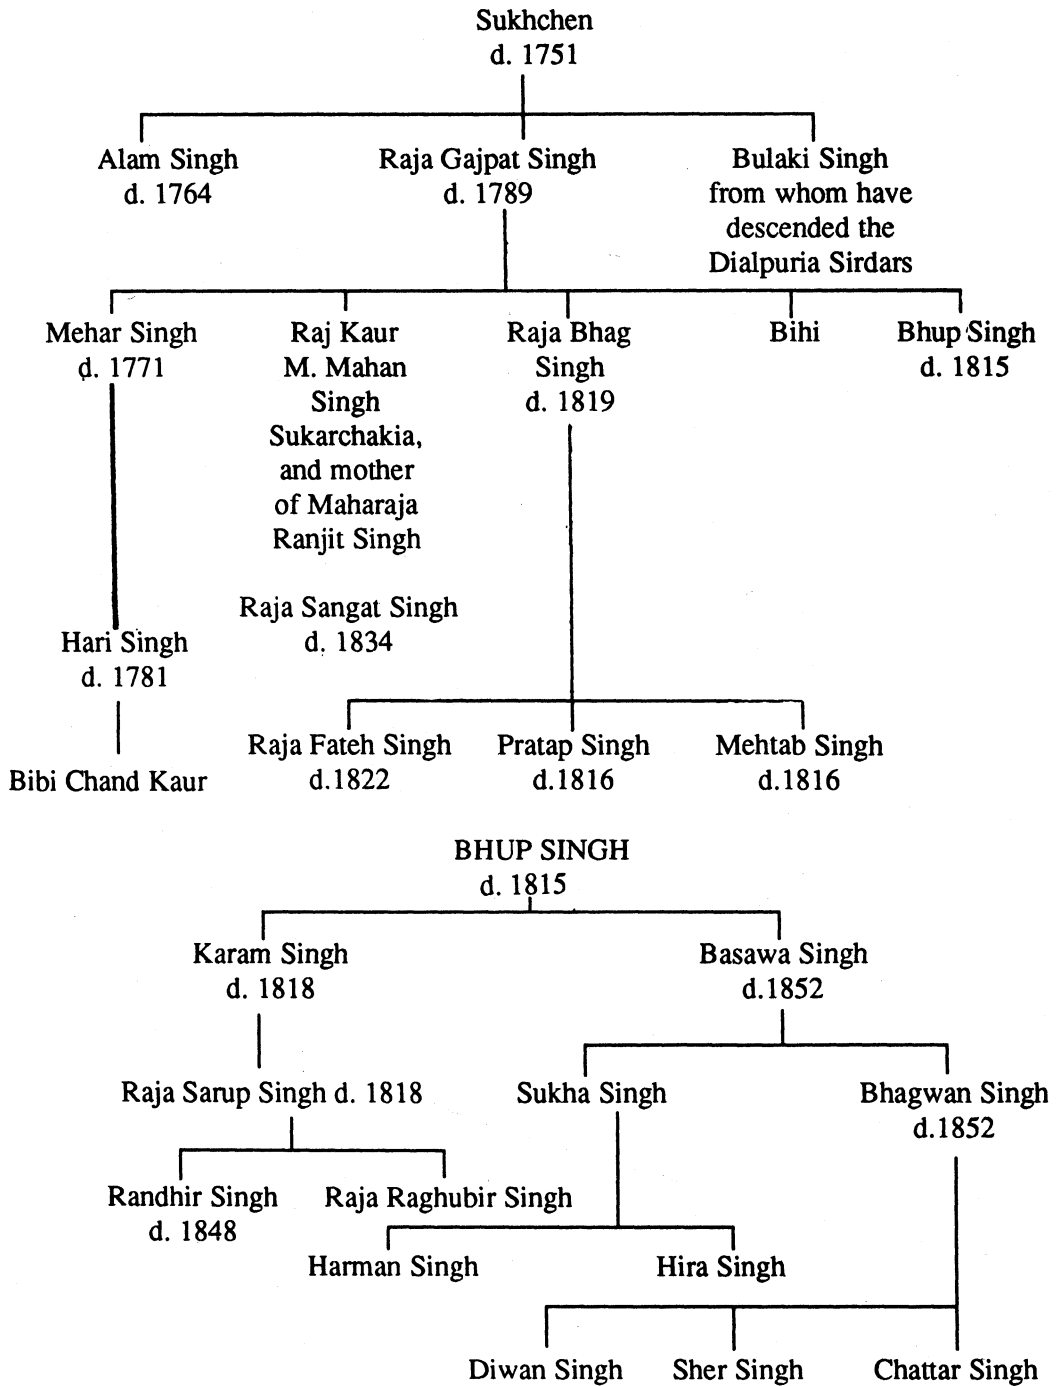 Sukhchen
d. 1751
Alam Singh
d. 1764
Raja Gajpat Singh
d. 1789
Bulaki Singh
from whom have
descended the
Dialpuria Sirdars
Mehar Singh
d. 1771
Raj Kaur
M. Mahan
Singh
Sukarchakia,
and mother
of Maharaja
Ranjit Singh
Raja Bhag
Singh
d. 1819
Bihi
Bhup Singh
d. 1815
Raja Sangat Singh
d. 1834
Hari Singh
d. 1781
Bibi Chand Kaur
Raja Fateh Singh
d.1822
Pratap Singh
d.1816
Mehtab Singh
d.1816
BHUP SINGH
d. 1815
Karam Singh
d. 1818
Basawa Singh
d.1852
Raja Sarup Singh d. 1818
Sukha Singh
Bhagwan Singh
d.1852
Randhir Singh
d. 1848
Raja Raghubir Singh
Harman Singh
Hira Singh
Diwan Singh
Sher Singh
Chattar Singh